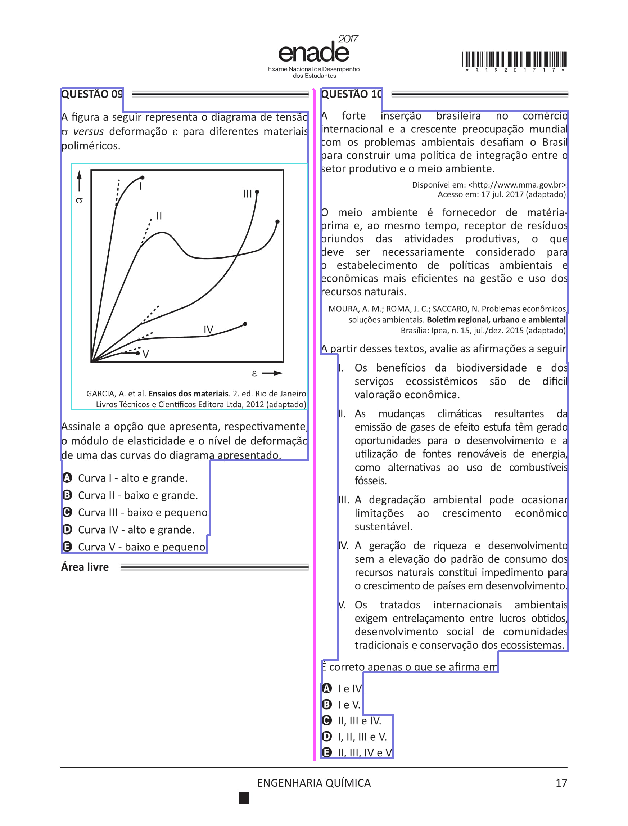 2017
enade
Exame Nacional de Desempenho
dos Estudantes
QUESTÃO 09
A figura a seguir representa o diagrama de tensão
σ versus deformação ε para diferentes materiais
poliméricos.
σ
I
II
III
IV
V
ε
GARCIA, A. et al. Ensaios dos materiais. 2. ed. Rio de Janeiro
Livros Técnicos e Científicos Editora Ltda, 2012 (adaptado)
Assinale a opção que apresenta, respectivamente,
o módulo de elasticidade e o nível de deformação
de uma das curvas do diagrama apresentado.
A Curva I - alto e grande.
B Curva II - baixo e grande.
C Curva III - baixo e pequeno
D Curva IV - alto e grande.
E Curva V - baixo e pequeno
Área livre
QUESTÃO 10
A forte inserção brasileira no comércio
internacional e a crescente preocupação mundial
com os problemas ambientais desafiam o Brasil
para construir uma política de integração entre o
setor produtivo e o meio ambiente.
Disponível em: <http://www.mma.gov.br>
Acesso em: 17 jul. 2017 (adaptado)
O meio ambiente é fornecedor de matéria-
prima e, ao mesmo tempo, receptor de resíduos
oriundos das atividades produtivas, o que
deve ser necessariamente considerado para
o estabelecimento de políticas ambientais e
econômicas mais eficientes na gestão e uso dos
recursos naturais.
MOURA, A. M.; ROMA, J. C.; SACCARO, N. Problemas econômicos,
soluções ambientais. Boletim regional, urbano e ambiental
Brasília: Ipea, n. 15, jul./dez. 2015 (adaptado)
A partir desses textos, avalie as afirmações a seguir
I. Os benefícios da biodiversidade e dos
serviços ecossistêmicos são de difícil
valoração econômica.
II. As mudanças climáticas resultantes da
emissão de gases de efeito estufa têm gerado
oportunidades para o desenvolvimento e a
utilização de fontes renováveis de energia,
como alternativas ao uso de combustíveis
fósseis.
III. A degradação ambiental pode ocasionar
limitações ao crescimento econômico
sustentável.
IV. A geração de riqueza e desenvolvimento
sem a elevação do padrão de consumo dos
recursos naturais constitui impedimento para
o crescimento de países em desenvolvimento.
V. Os tratados internacionais ambientais
exigem entrelaçamento entre lucros obtidos,
desenvolvimento social de comunidades
tradicionais e conservação dos ecossistemas.
É correto apenas o que se afirma em
A I e IV
B I e V.
C II, III e IV.
D I, II, III e V.
E II, III, IV e V
ENGENHARIA QUÍMICA
17